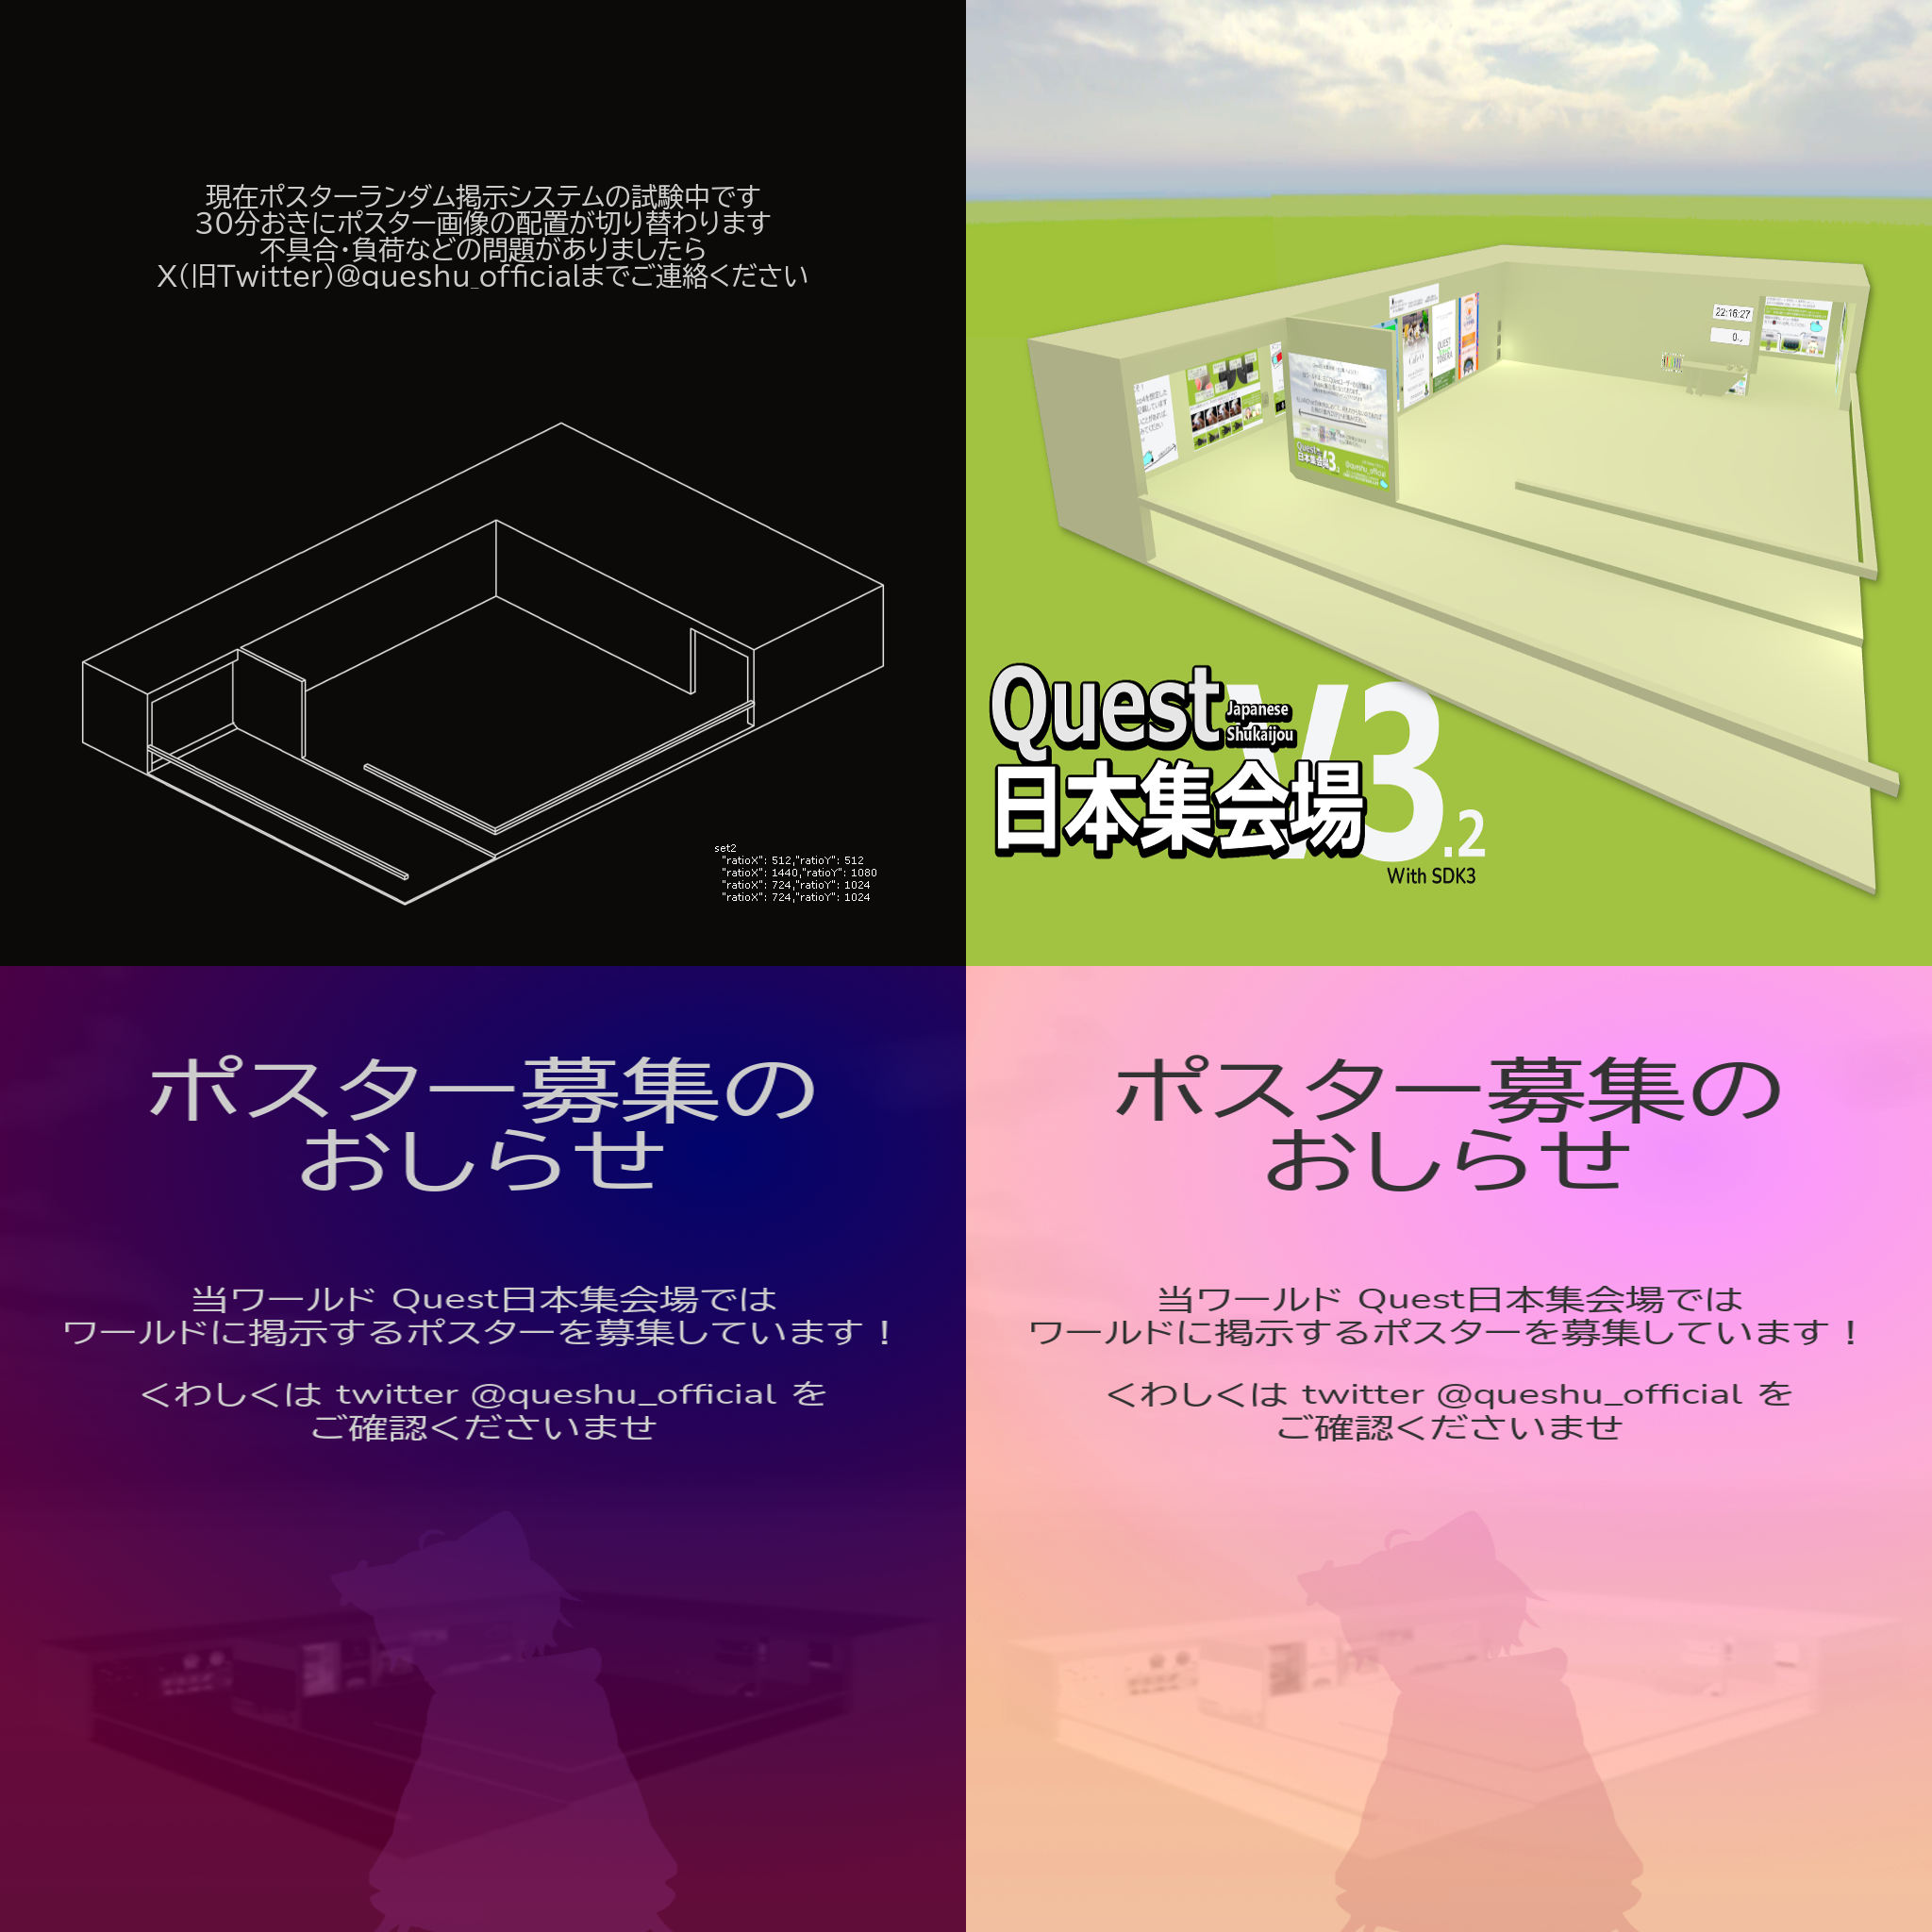 現在ポスターランダム掲示システムの試験中です
30分おきにポスター画像の配置が切り替わります
不具合・負荷などの問題がありましたら
X(旧Twitter)@queshu_officialまでご連絡ください
set2
"ratioX": 512,"ratioY": 512
"ratioX": 1440,"ratioY": 1080
"ratioX": 724,"ratioY": 1024
"ratioX": 724,"ratioY": 1024
22:16:27
0
Quest
日本集会場
V3
@queshu_official
Quest Japanese Shukaijou
日本集会場 V3.2
With SDK3
ポスター募集の
おしらせ
当ワールド Quest日本集会場では
ワールドに掲示するポスターを募集しています！
くわしくは twitter @queshu_official を
ご確認くださいませ
ポスター募集の
おしらせ
当ワールド Quest日本集会場では
ワールドに掲示するポスターを募集しています！
くわしくは twitter @queshu_official を
ご確認くださいませ